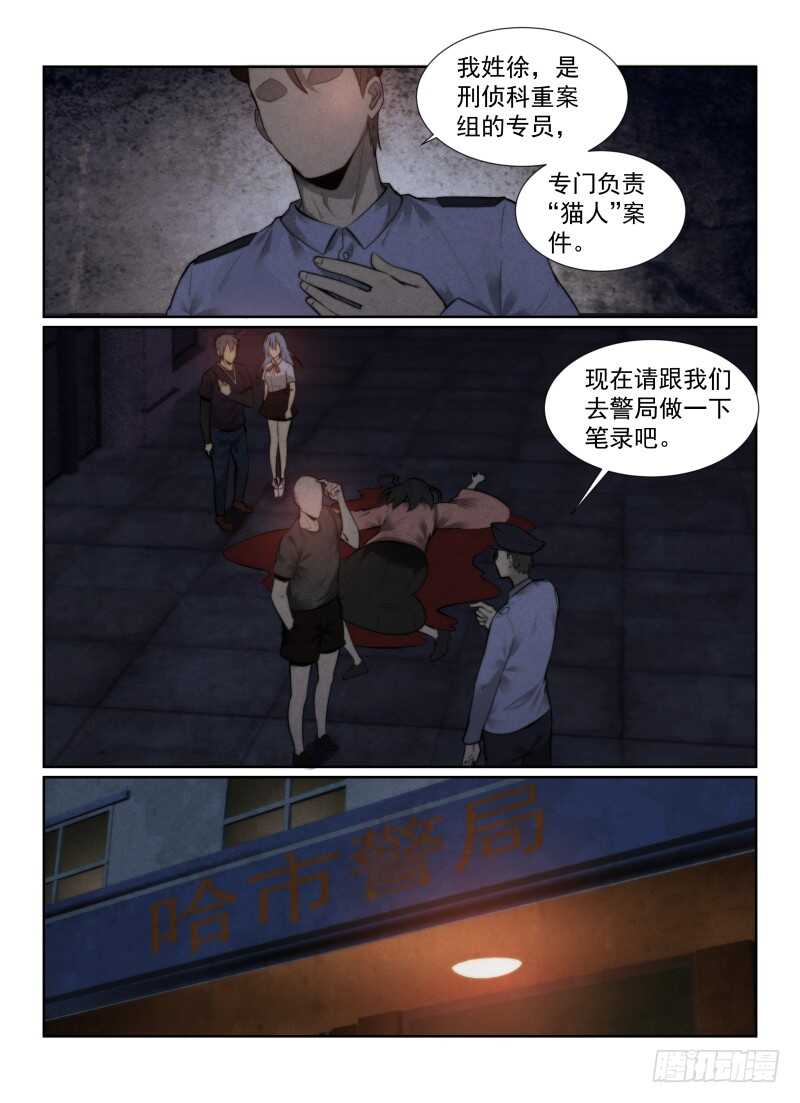 我姓徐，是
刑侦科重案
组的专员，
专门负责
“猫人”案
件。
现在请跟我们
去警局做一下
笔录吧。
哈市警局
腾讯动漫